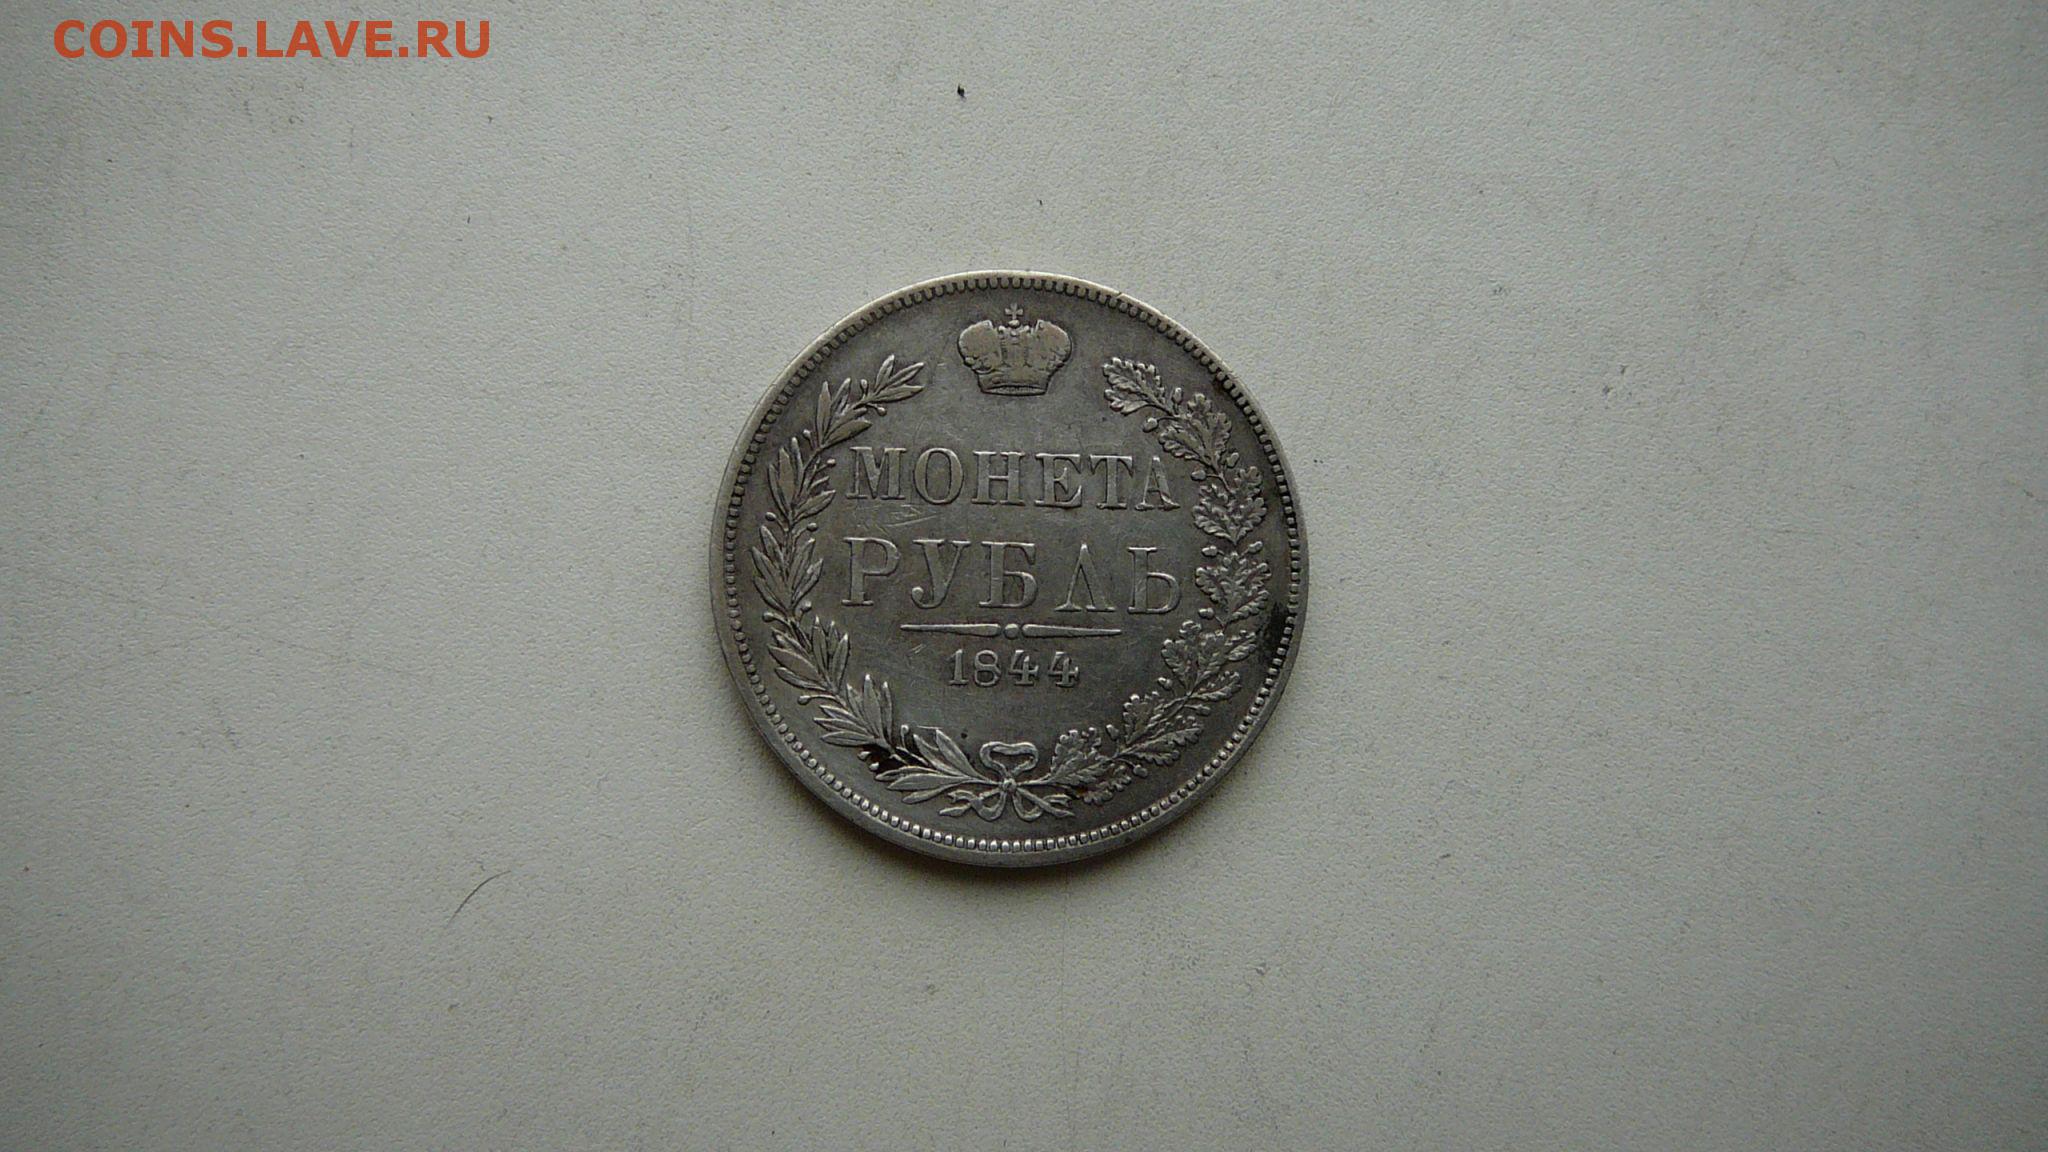 COINS.LAVE.RU
МОНЕТА
РУБЛЬ
1844